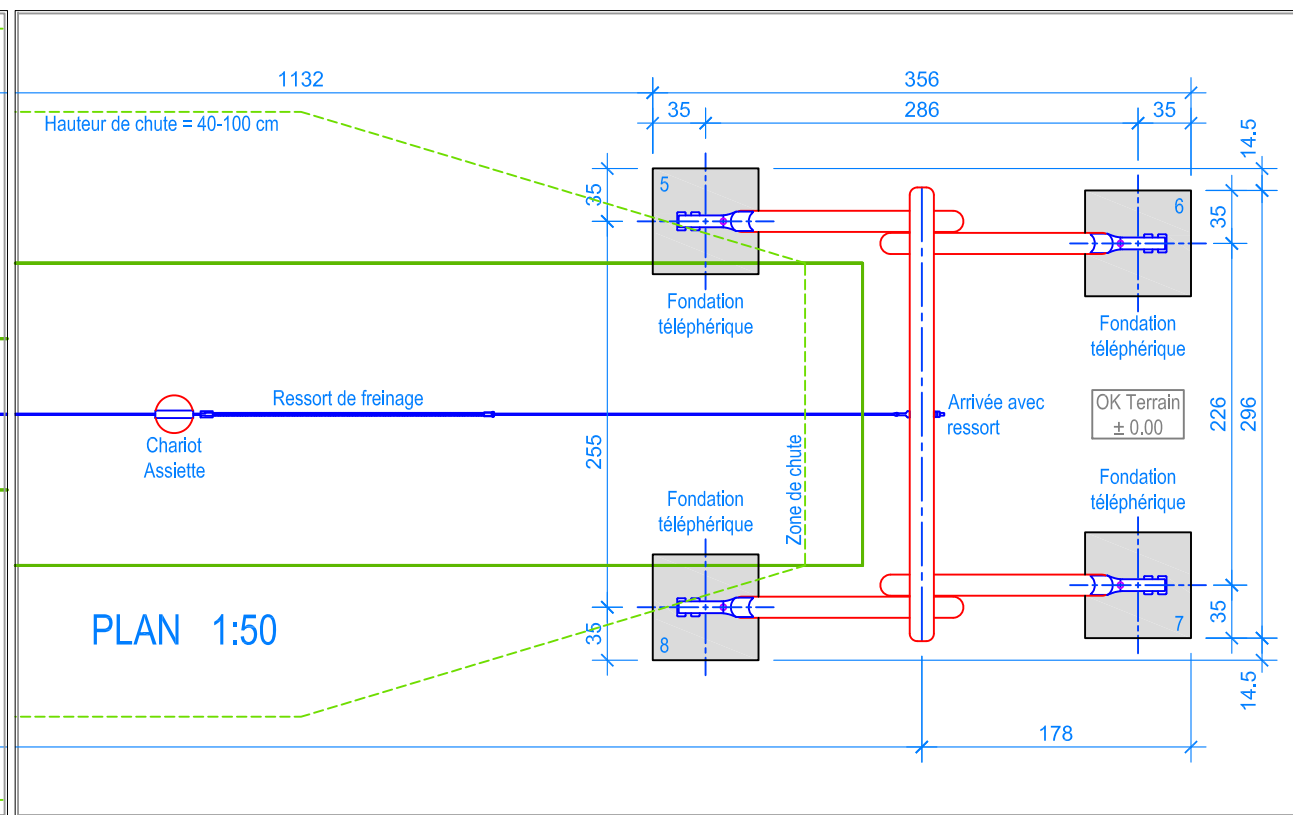 1132
356
35
286
35
14.5
Hauteur de chute = 40-100 cm
35
5
6
35
Fondation
téléphérique
Fondation
téléphérique
Ressort de freinage
Arrivée avec
ressort
OK Terrain
± 0.00
226
296
Chariot
Assiette
255
Zone de chute
Fondation
téléphérique
Fondation
téléphérique
PLAN 1:50
35
8
7
35
14.5
178